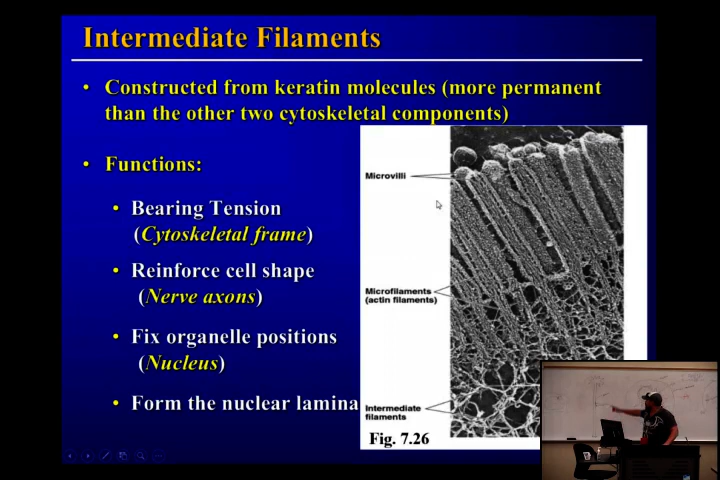 Intermediate Filaments
• Constructed from keratin molecules (more permanent
than the other two cytoskeletal components)
• Functions:
• Bearing Tension
(Cytoskeletal frame)
• Reinforce cell shape
(Nerve axons)
• Fix organelle positions
(Nucleus)
• Form the nuclear lamina
Microvilli
Microfilaments
(actin filaments)
Intermediate
filaments
Fig. 7.26